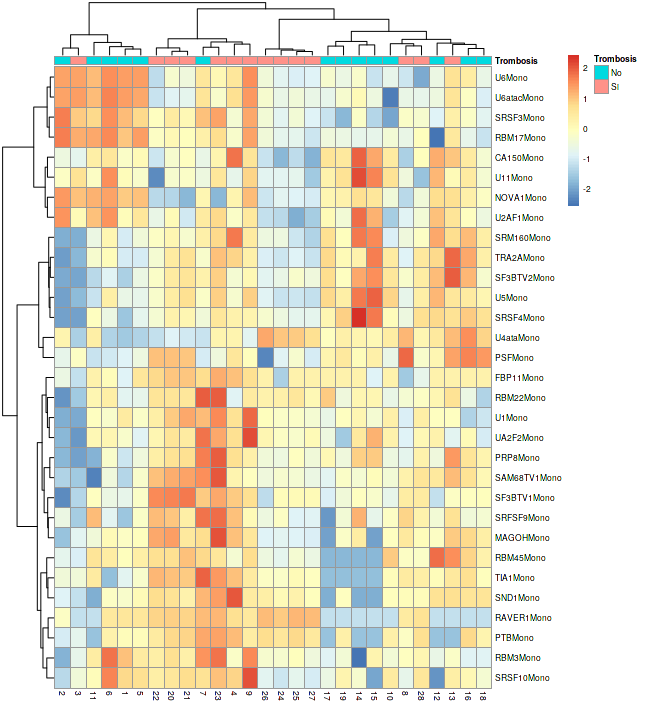 Trombosis
U6Mono
U6atacMono
SRSF3Mono
RBM17Mono
CA150Mono
U11Mono
NOVA1Mono
U2AF1Mono
SRM160Mono
TRA2AMono
SF3BTV2Mono
U5Mono
SRSF4Mono
U4ataMono
PSFMono
FBP11Mono
RBM22Mono
U1Mono
UA2F2Mono
PRP8Mono
SAM68TV1Mono
SF3BTV1Mono
SRFSF9Mono
MAGOHMono
RBM45Mono
TIA1Mono
SND1Mono
RAVER1Mono
PTBMono
RBM3Mono
SRSF10Mono
2 3 11 6 1 5 22 20 21 7 23 4 9 26 24 25 27 17 19 14 15 10 8 28 12 13 16 18
2
1
0
-1
-2
Trombosis
No
SI